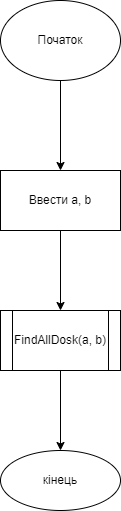 Початок
Ввести a, b
FindAllDosk(a, b)
кінець